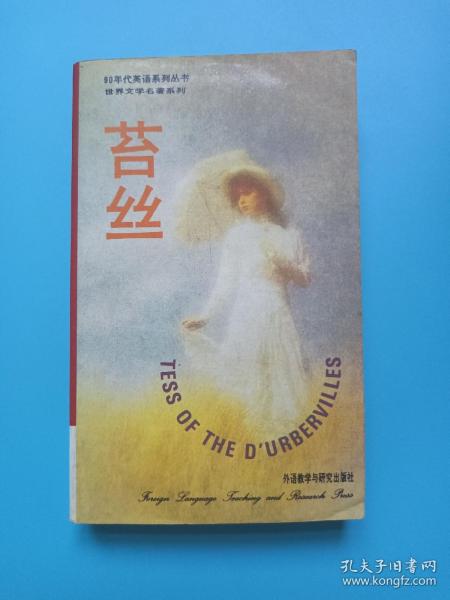 90年代英语系列丛书
世界文学名著系列
苔丝
TESS OF THE D'URBERVILLES
外语教学与研究出版社
Foreign Language Teaching and Research Press
孔夫子旧书网
www.kongfz.com